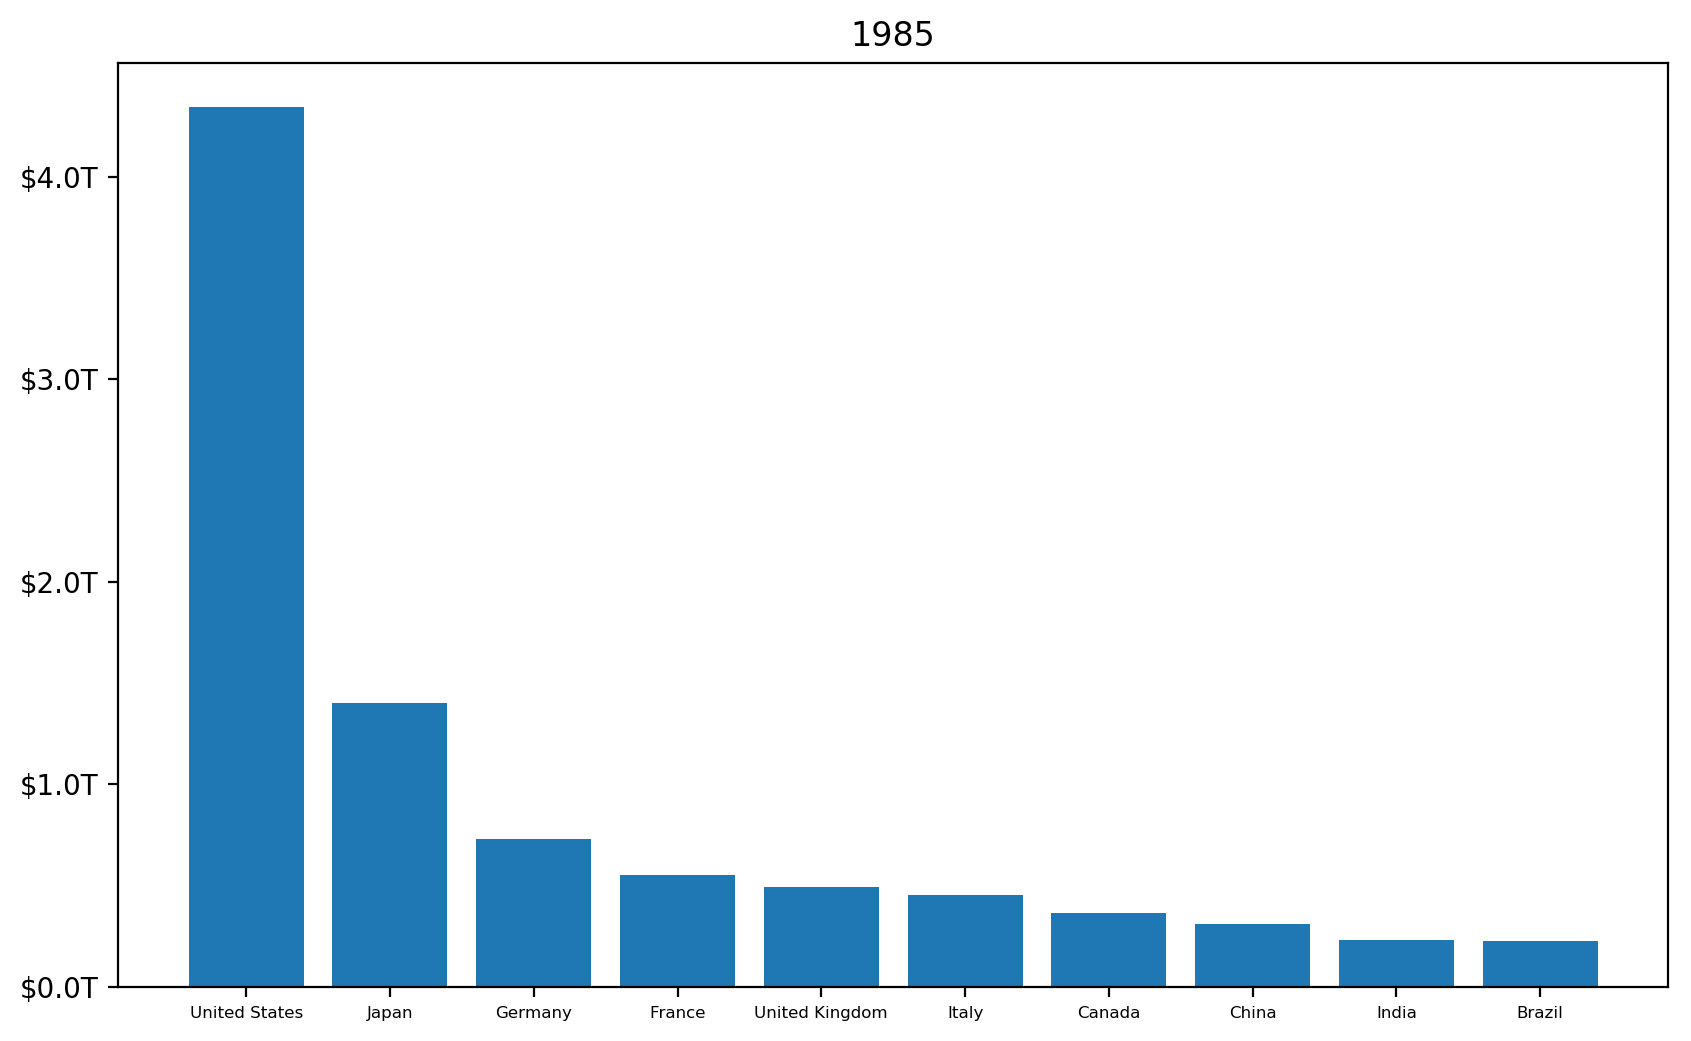 1985
$4.0T
$3.0T
$2.0T
$1.0T
$0.0T
United States Japan Germany France United Kingdom Italy Canada China India Brazil